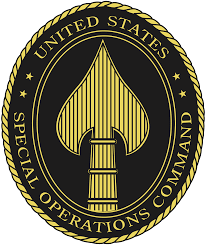 UNITED STATES
SPECIAL OPERATIONS COMMAND